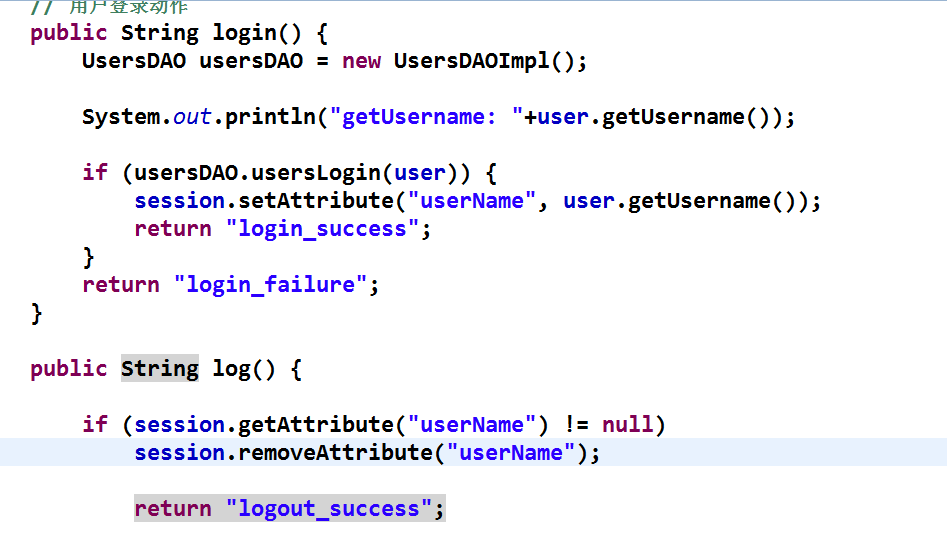 // 用户登录动作
public String login() {
UsersDAO usersDAO = new UsersDAOImpl();
System.out.println("getUsername: "+user.getUsername());
if (usersDAO.usersLogin(user)) {
session.setAttribute("userName", user.getUsername());
return "login_success";
}
return "login_failure";
}
public String log() {
if (session.getAttribute("userName") != null)
session.removeAttribute("userName");
return "logout_success";